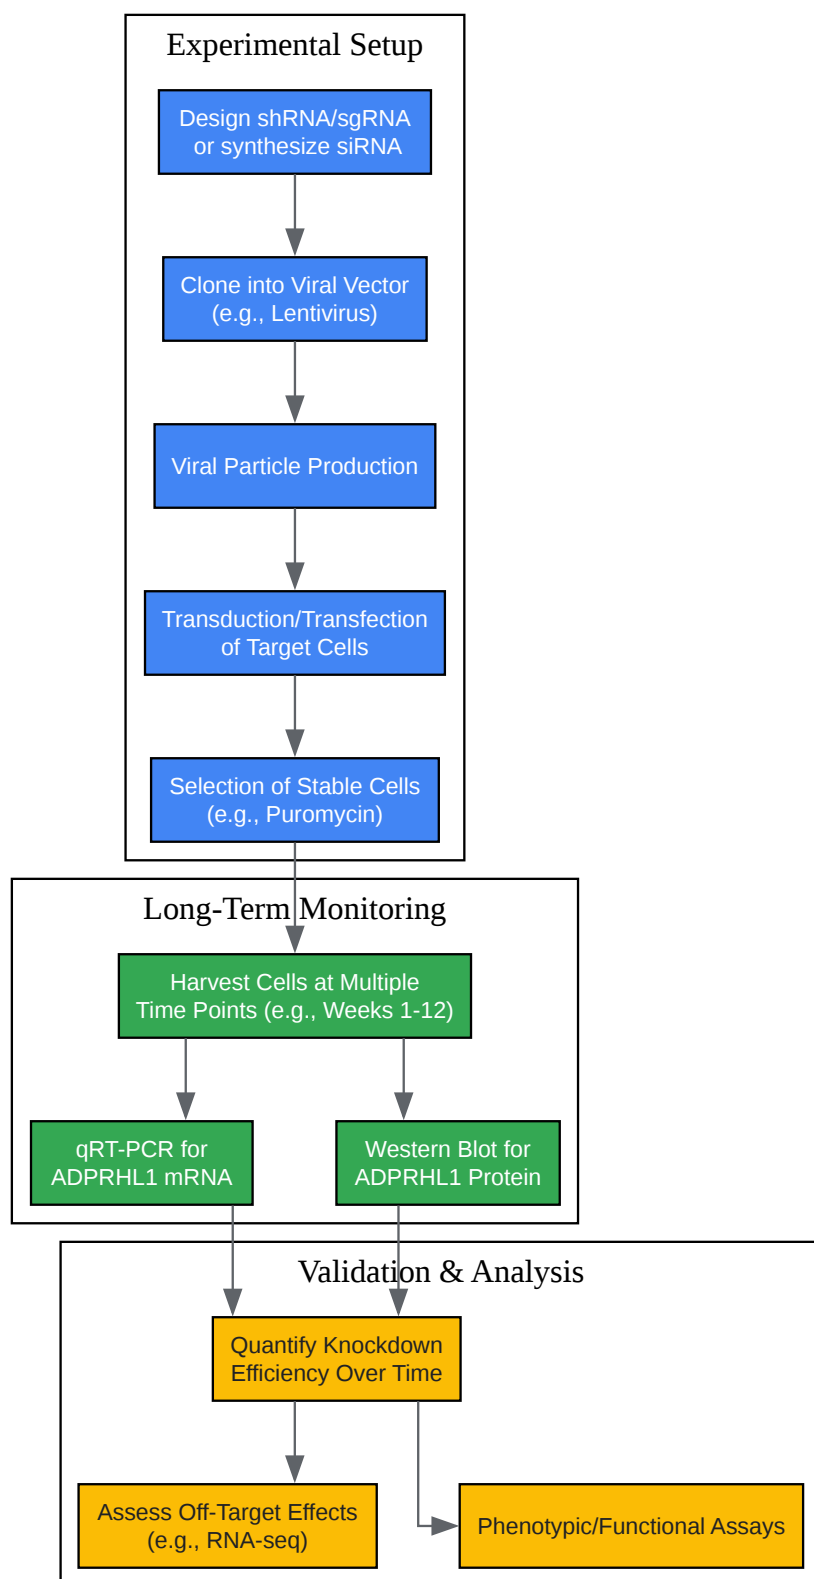 Experimental Setup
Design shRNA/sgRNA
or synthesize siRNA
Clone into Viral Vector
(e.g., Lentivirus)
Viral Particle Production
Transduction/Transfection
of Target Cells
Selection of Stable Cells
(e.g., Puromycin)
Long-Term Monitoring
Harvest Cells at Multiple
Time Points (e.g., Weeks 1-12)
qRT-PCR for
ADPRHL1 mRNA
Western Blot for
ADPRHL1 Protein
Validation & Analysis
Quantify Knockdown
Efficiency Over Time
Assess Off-Target Effects
(e.g., RNA-seq)
Phenotypic/Functional Assays